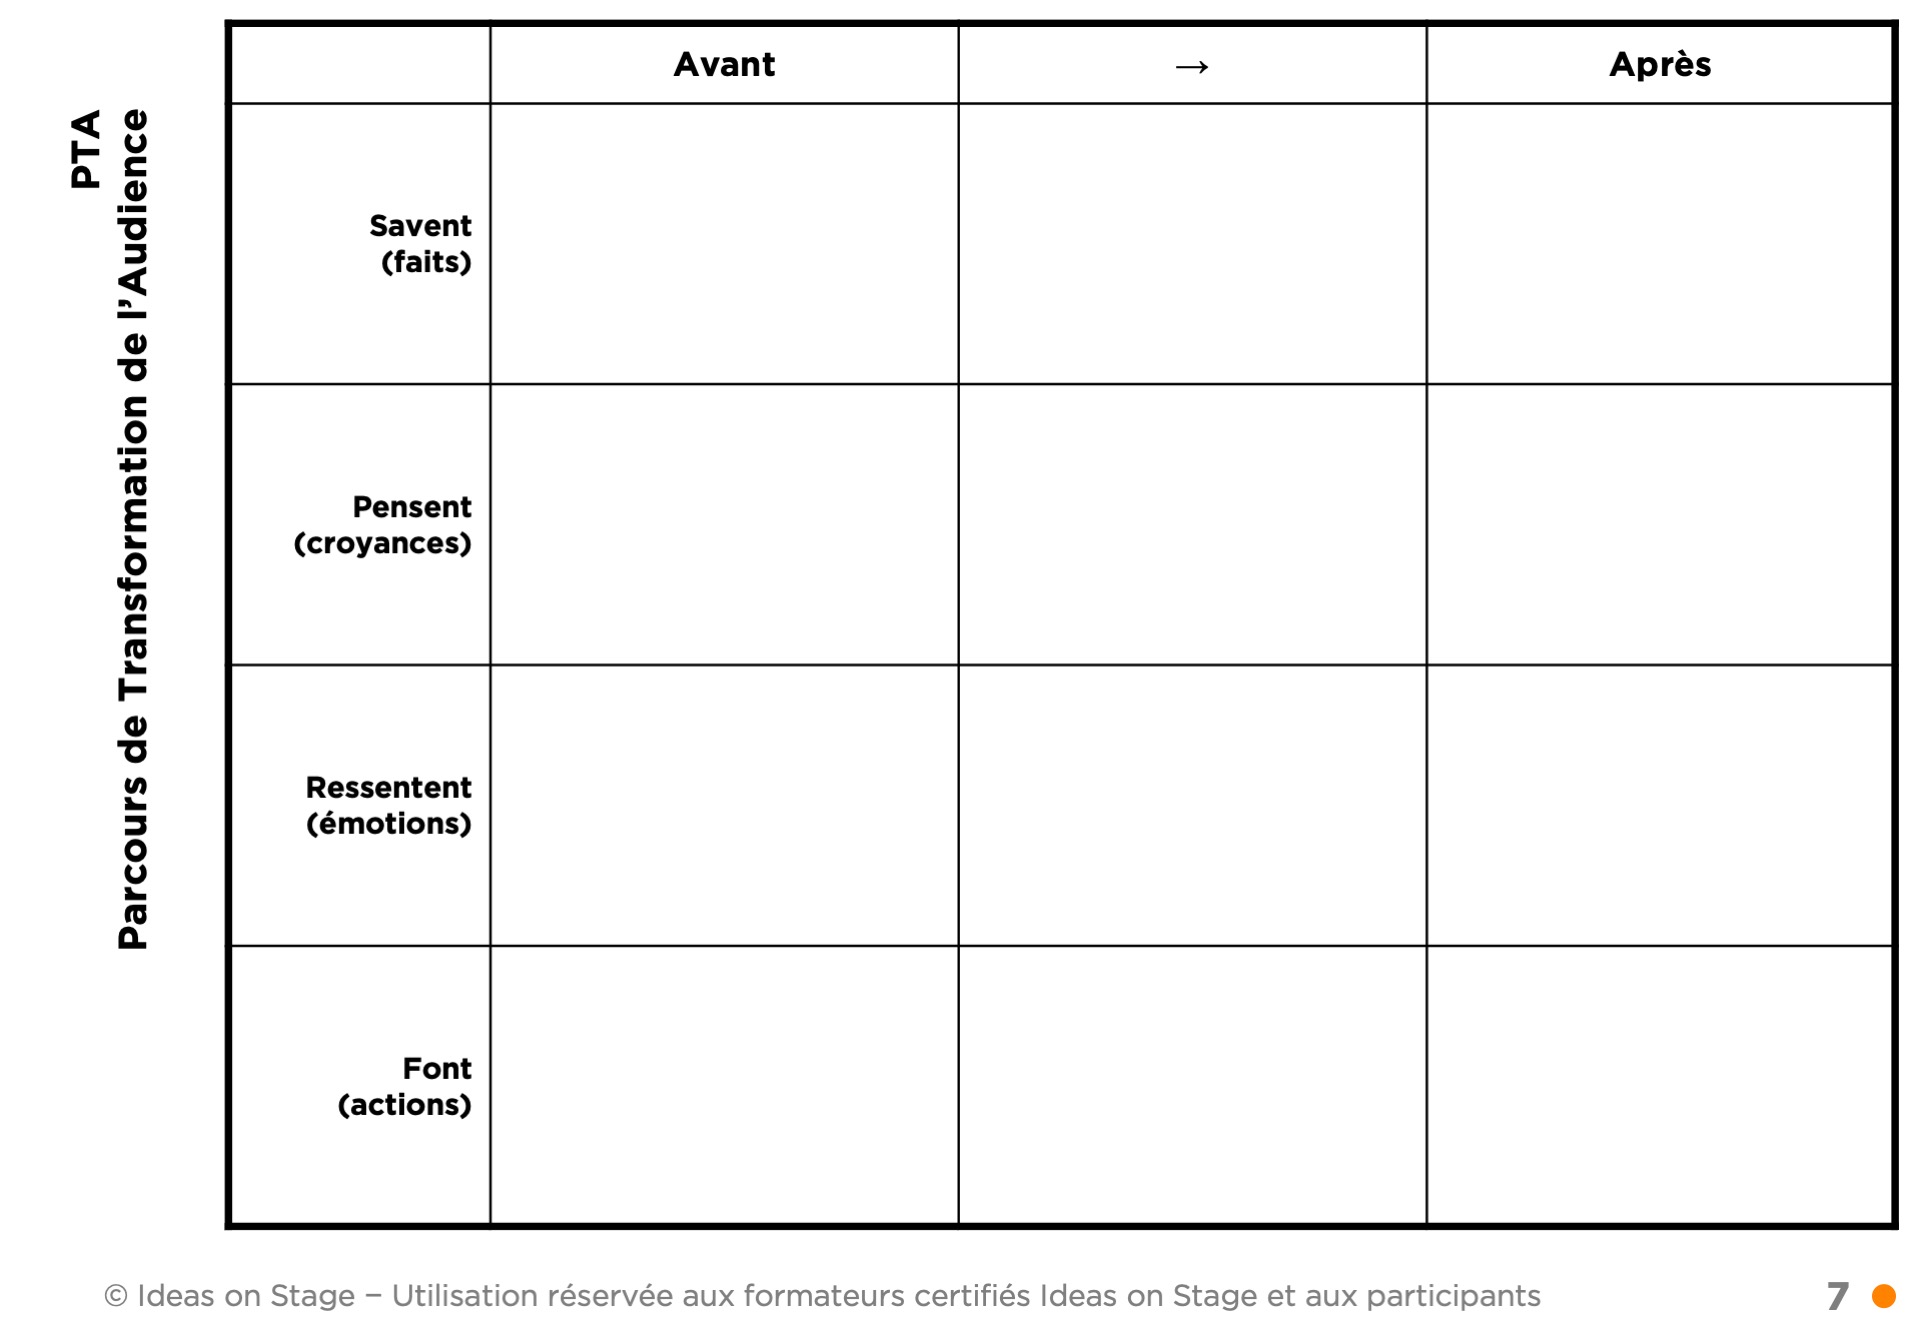 PTA
Parcours de Transformation de l’Audience
Avant
→
Après
Savent
(faits)
Pensent
(croyances)
Ressentent
(émotions)
Font
(actions)
© Ideas on Stage – Utilisation réservée aux formateurs certifiés Ideas on Stage et aux participants
7